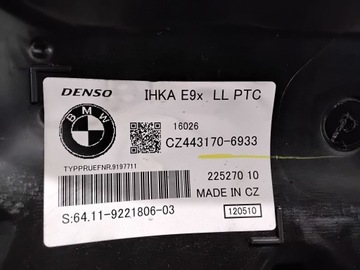 DENSO
IHKA E9x LL PTC
BMW
16026
CZ443170-6933
TYPPRUEFNR.9197711
225270 10
MADE IN CZ
S:64.11-9221806-03
120510